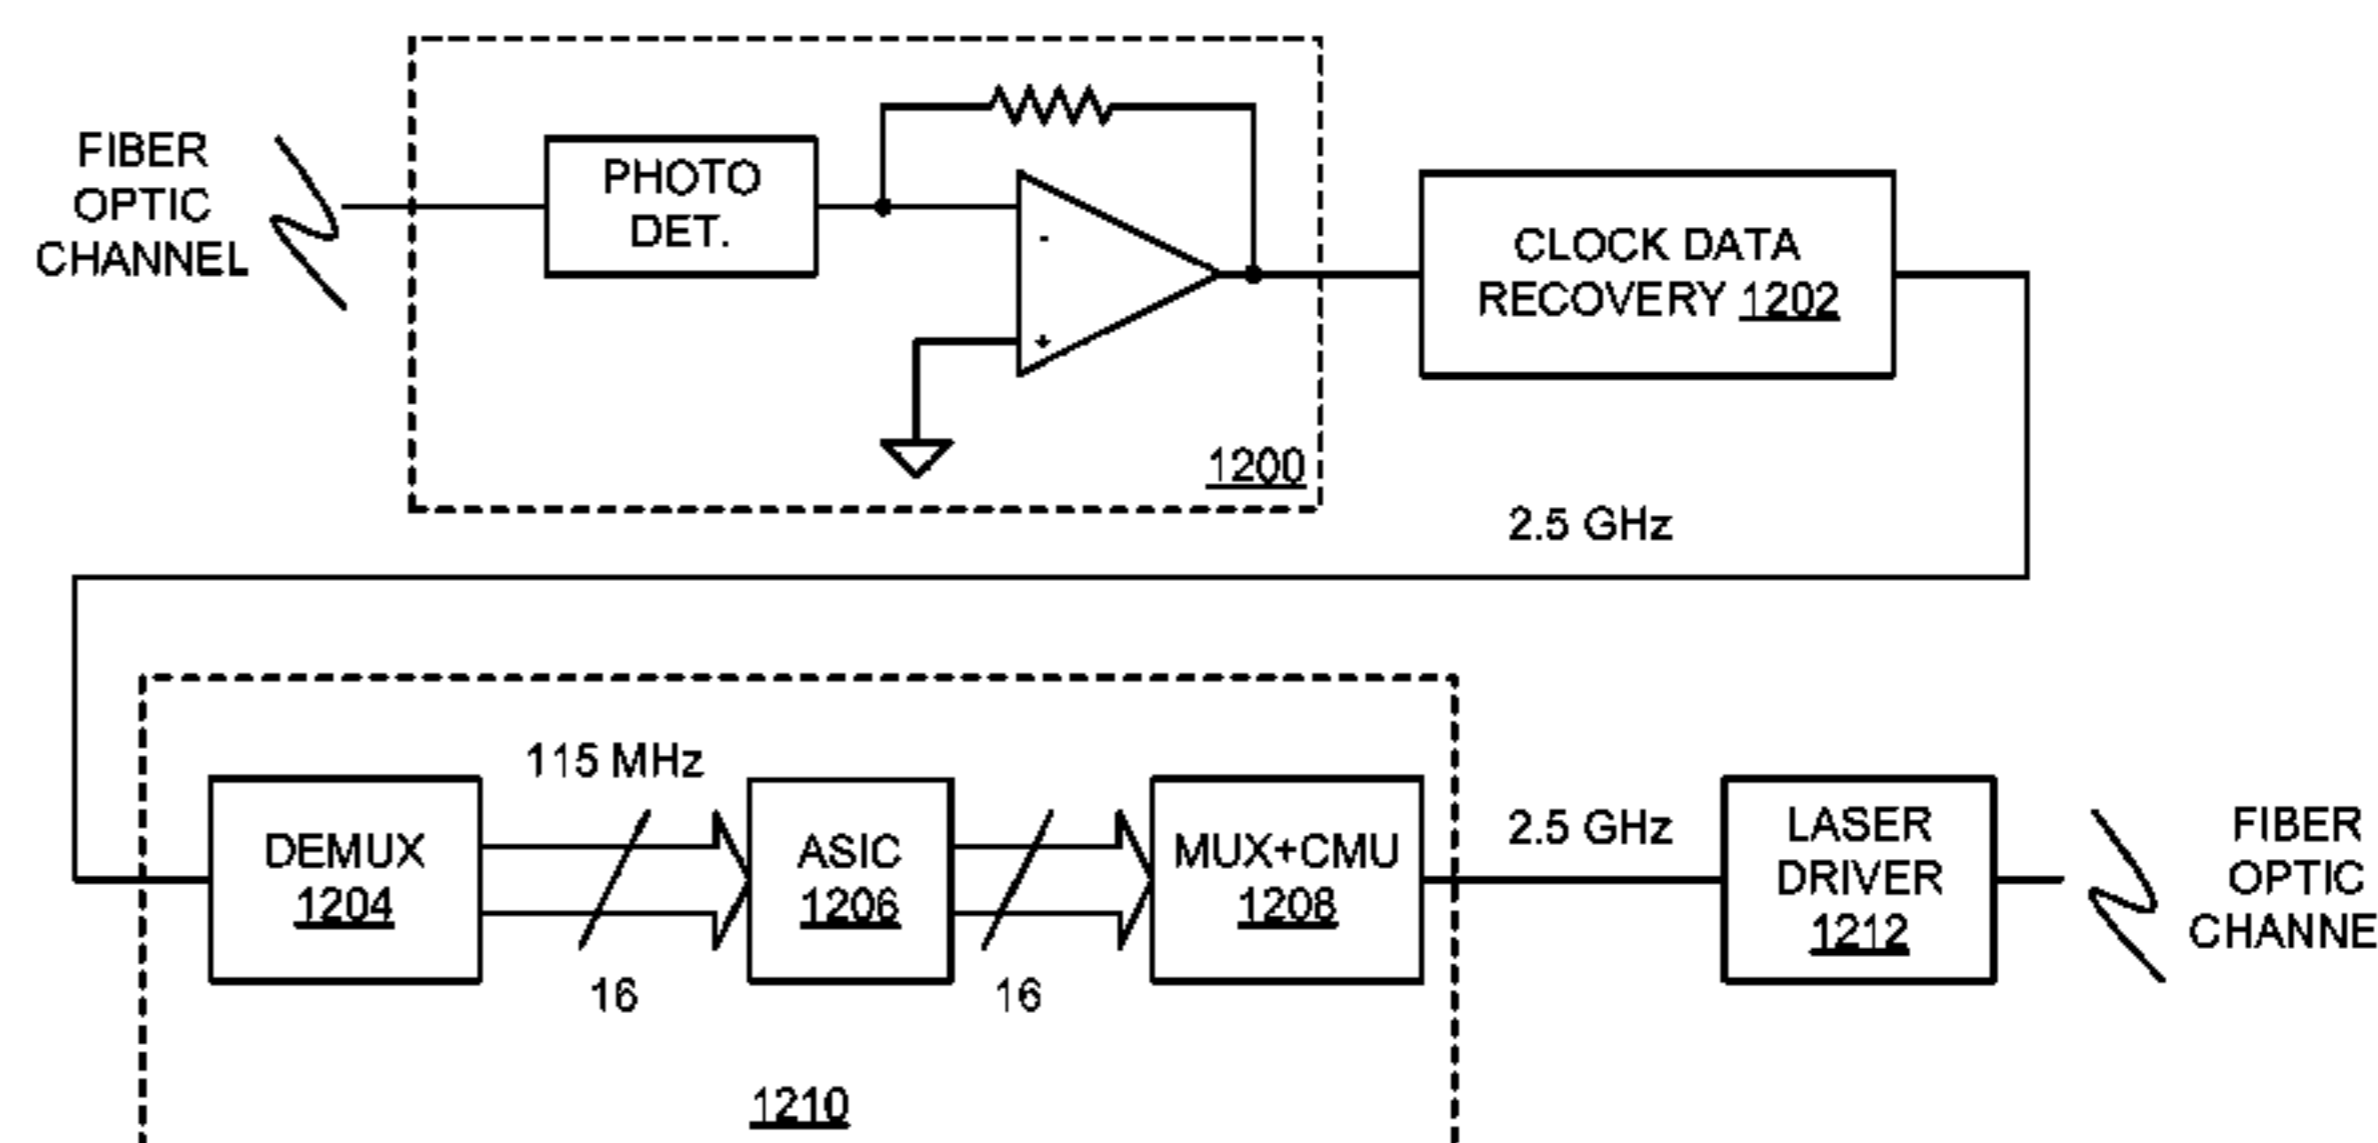 FIBER
OPTIC
CHANNEL
PHOTO
DET.
-
+
1200
CLOCK DATA
RECOVERY 1202
2.5 GHz
115 MHz
DEMUX
1204
16
ASIC
1206
16
MUX+CMU
1208
1210
2.5 GHz
LASER
DRIVER
1212
FIBER
OPTIC
CHANNE